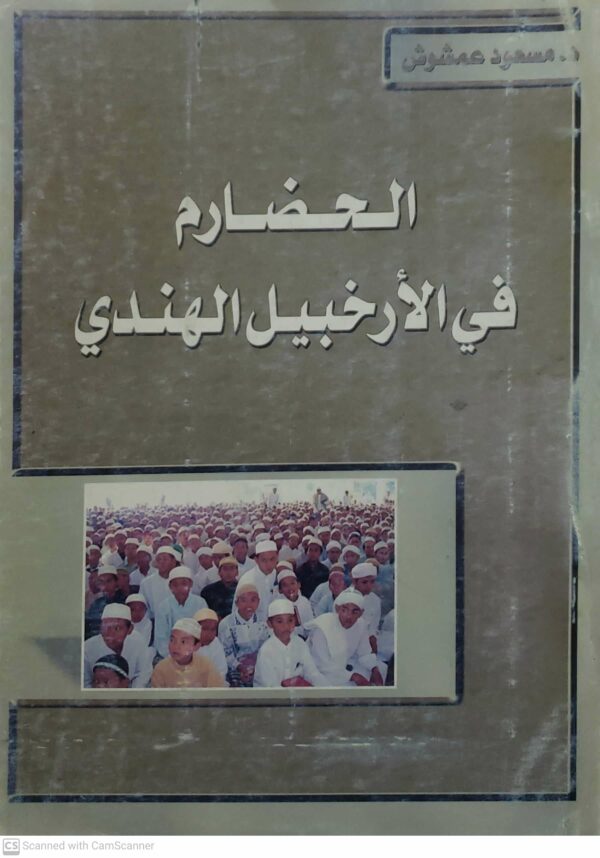 د. مسعود عمشوش
الحضارم
في الأرخبيل الهندي
CS Scanned with CamScanner